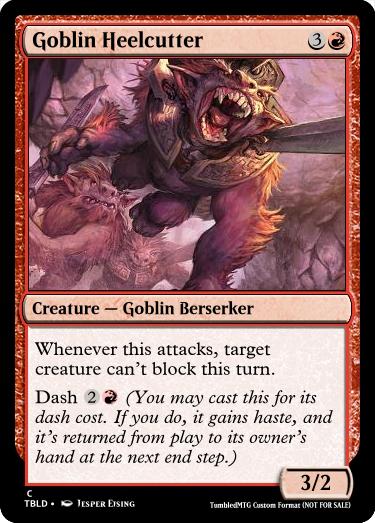 Goblin Heelcutter 3
Creature — Goblin Berserker
Whenever this attacks, target
creature can't block this turn.
Dash 2 (You may cast this for its
dash cost. If you do, it gains haste, and
it's returned from play to its owner's
hand at the next end step.)
3/2
C
TBLD • Jesper Ejsing
TumbledMTG Custom Format (NOT FOR SALE)